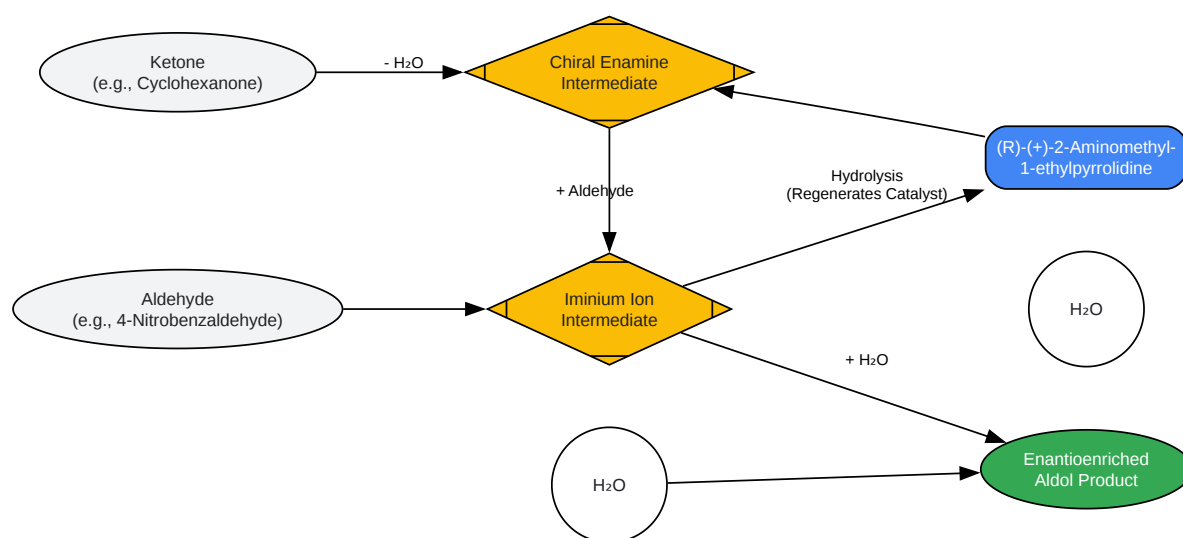 Ketone
(e.g., Cyclohexanone)
- H₂O
Chiral Enamine
Intermediate
(R)-(+)-2-Aminomethyl-
1-ethylpyrrolidine
+ Aldehyde
Hydrolysis
(Regenerates Catalyst)
Aldehyde
(e.g., 4-Nitrobenzaldehyde)
Iminium Ion
Intermediate
H₂O
+ H₂O
H₂O
Enantioenriched
Aldol Product